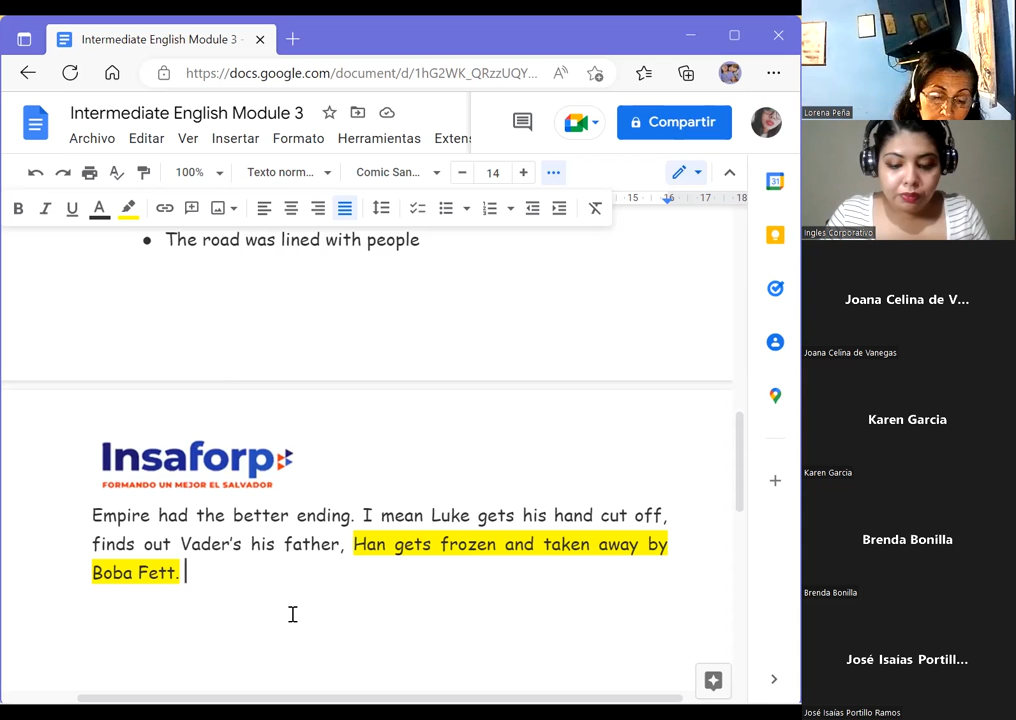 Intermediate English Module 3 -
https://docs.google.com/document/d/1hG2WK_QRzzUQY...
Intermediate English Module 3
Compartir
Archivo Editar Ver Insertar Formato Herramientas Exten
100% Texto norm... Comic San... 14
15 16 17 18
The road was lined with people
Insaforp
FORMANDO UN MEJOR EL SALVADOR
Empire had the better ending. I mean Luke gets his hand cut off,
finds out Vader's his father, Han gets frozen and taken away by
Boba Fett.
Lorena Peña
Ingles Corporativo
Joana Celina de V...
Joana Celina de Vanegas
Karen Garcia
Karen Garcia
Brenda Bonilla
Brenda Bonilla
José Isaías Portill...
José Isaías Portillo Ramos